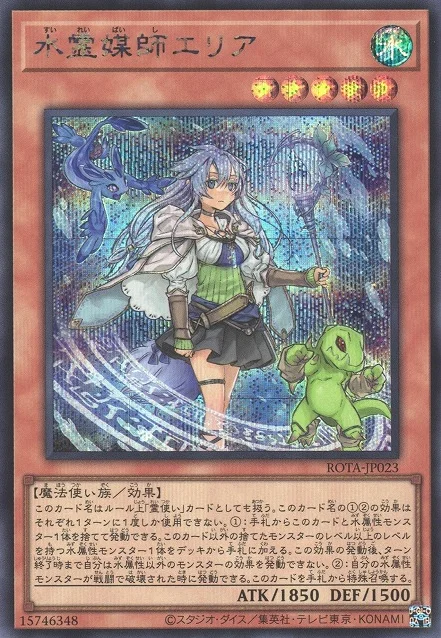 水霊媒師エリア
水
ROTA-JP023
【魔法使い族/効果】
このカード名はルール上「霊使い」カードとしても扱う。このカード名の①②の効果は
それぞれ1ターンに1度しか使用できない。①:手札からこのカードと水属性モンスター
1体を捨てて発動できる。このカード以外の捨てたモンスターのレベル以上のレベル
を持つ水属性モンスター1体をデッキから手札に加える。この効果の発動後、ターン
終了時まで自分は水属性以外のモンスターの効果を発動できない。②:自分の水属性
モンスターが戦闘で破壊された時に発動できる。このカードを手札から特殊召喚する。
ATK/1850 DEF/1500
15746348 ©スタジオ・ダイス/集英社・テレビ東京・KONAMI